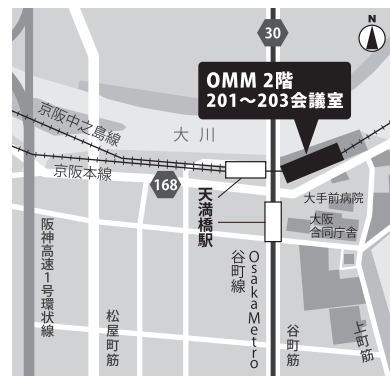 N
30
OMM 2階
201〜203会議室
京阪中之島線
大川
京阪本線
168
天満橋駅
大手前病院
大阪
合同庁舎
阪神高速1号環状線
松屋町筋
OsakaMetro
谷町線
谷町筋
上町筋